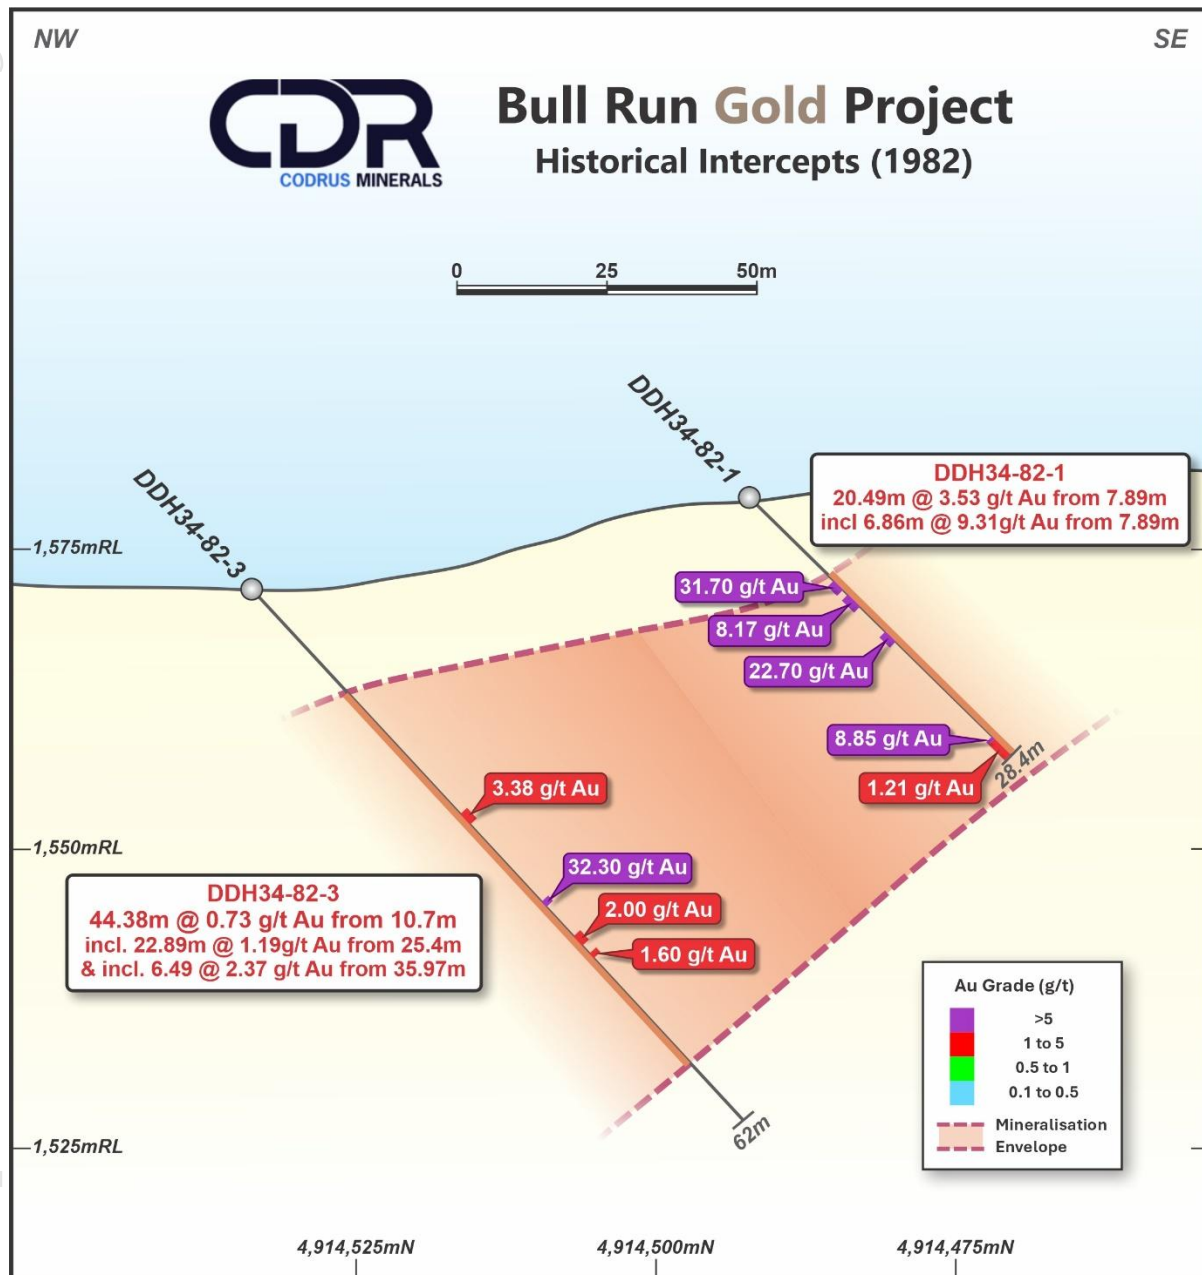 NW
SE
CDR
CODRUS MINERALS
Bull Run Gold Project
Historical Intercepts (1982)
0 25 50m
DDH34-82-1
DDH34-82-3
DDH34-82-1
20.49m @ 3.53 g/t Au from 7.89m
incl 6.86m @ 9.31g/t Au from 7.89m
1,575mRL
31.70 g/t Au
8.17 g/t Au
22.70 g/t Au
8.85 g/t Au
1.21 g/t Au
28.4m
3.38 g/t Au
1,550mRL
32.30 g/t Au
2.00 g/t Au
1.60 g/t Au
DDH34-82-3
44.38m @ 0.73 g/t Au from 10.7m
incl. 22.89m @ 1.19g/t Au from 25.4m
& incl. 6.49 @ 2.37 g/t Au from 35.97m
62m
1,525mRL
Au Grade (g/t)
>5
1 to 5
0.5 to 1
0.1 to 0.5
Mineralisation
Envelope
4,914,525mN
4,914,500mN
4,914,475mN